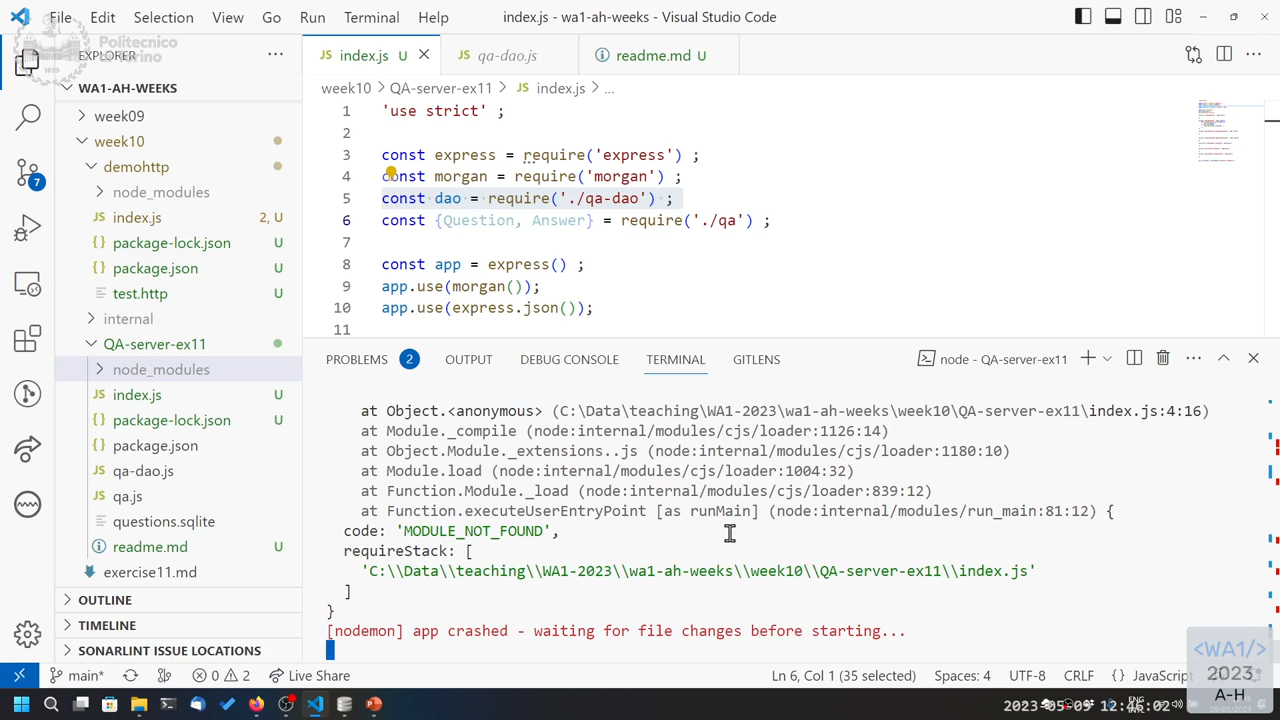 File Edit Selection View Go Run Terminal Help index.js - wa1-ah-weeks - Visual Studio Code
Politecnico
EXPLORER
index.js U
qa-dao.js
readme.md U
WA1-AH-WEEKS
week10 > QA-server-ex11 > index.js > ...
week09
week10
demohttp
node_modules
index.js 2, U
package-lock.json U
package.json U
test.http U
internal
QA-server-ex11
node_modules
index.js U
package-lock.json U
package.json
qa-dao.js
qa.js
questions.sqlite
readme.md U
exercise11.md
OUTLINE
TIMELINE
SONARLINT ISSUE LOCATIONS
7
1 'use strict' ;
2
3 const express = require('express') ;
4 const morgan = require('morgan') ;
5 const dao = require('./qa-dao') ;
6 const {Question, Answer} = require('./qa') ;
7
8 const app = express() ;
9 app.use(morgan());
10 app.use(express.json());
11
PROBLEMS 2 OUTPUT DEBUG CONSOLE TERMINAL GITLENS node - QA-server-ex11
at Object.<anonymous> (C:\Data\teaching\WA1-2023\wa1-ah-weeks\week10\QA-server-ex11\index.js:4:16)
at Module._compile (node:internal/modules/cjs/loader:1126:14)
at Object.Module._extensions..js (node:internal/modules/cjs/loader:1180:10)
at Module.load (node:internal/modules/cjs/loader:1004:32)
at Function.Module._load (node:internal/modules/cjs/loader:839:12)
at Function.executeUserEntryPoint [as runMain] (node:internal/modules/run_main:81:12) {
code: 'MODULE_NOT_FOUND',
requireStack: [
'C:\\Data\\teaching\\WA1-2023\\wa1-ah-weeks\\week10\\QA-server-ex11\\index.js'
]
}
[nodemon] app crashed - waiting for file changes before starting...
<WA1/>
2023
A-H
main* 0 2 Live Share Ln 6, Col 1 (35 selected) Spaces: 4 UTF-8 CRLF {} JavaScript
2023-05-09 12:46:02